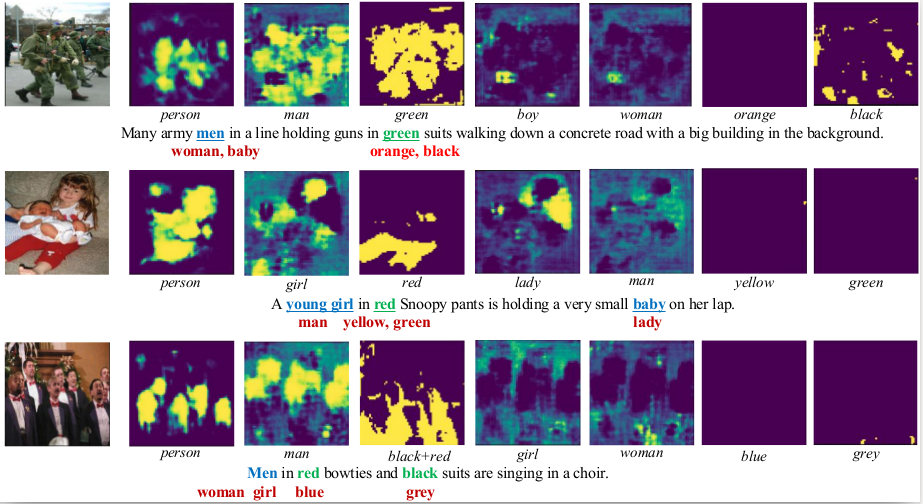 person man green boy woman orange black
Many army men in a line holding guns in green suits walking down a concrete road with a big building in the background.
woman, baby orange, black
person girl red lady man yellow green
A young girl in red Snoopy pants is holding a very small baby on her lap.
man yellow, green lady
person man black+red girl woman blue grey
Men in red bowties and black suits are singing in a choir.
woman girl blue grey